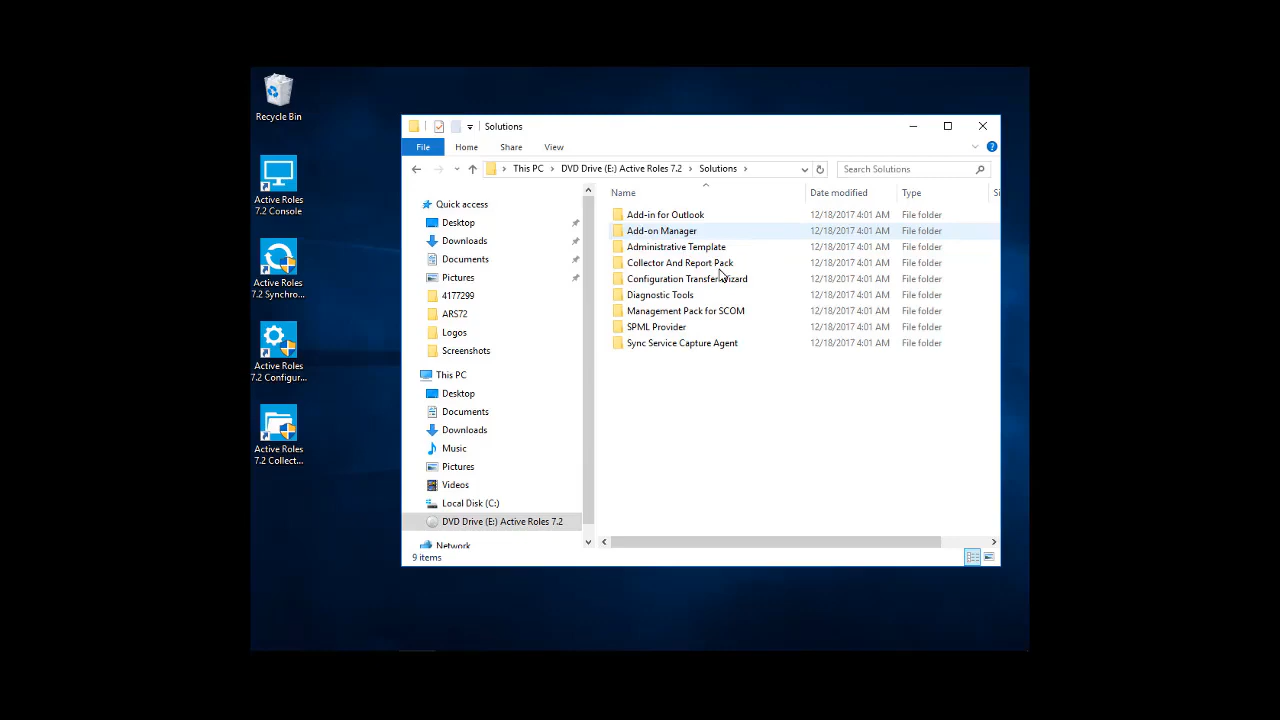 Recycle Bin
Active Roles
7.2 Console
Active Roles
7.2 Synchro...
Active Roles
7.2 Configur...
Active Roles
7.2 Collect...
Solutions
File Home Share View
This PC DVD Drive (E:) Active Roles 7.2 Solutions Search Solutions
Quick access
Desktop
Downloads
Documents
Pictures
4177299
ARS72
Logos
Screenshots
This PC
Desktop
Documents
Downloads
Music
Pictures
Videos
Local Disk (C:)
DVD Drive (E:) Active Roles 7.2
Network
Name Date modified Type Si
Add-in for Outlook 12/18/2017 4:01 AM File folder
Add-on Manager 12/18/2017 4:01 AM File folder
Administrative Template 12/18/2017 4:01 AM File folder
Collector And Report Pack 12/18/2017 4:01 AM File folder
Configuration Transfer Wizard 12/18/2017 4:01 AM File folder
Diagnostic Tools 12/18/2017 4:01 AM File folder
Management Pack for SCOM 12/18/2017 4:01 AM File folder
SPML Provider 12/18/2017 4:01 AM File folder
Sync Service Capture Agent 12/18/2017 4:01 AM File folder
9 items